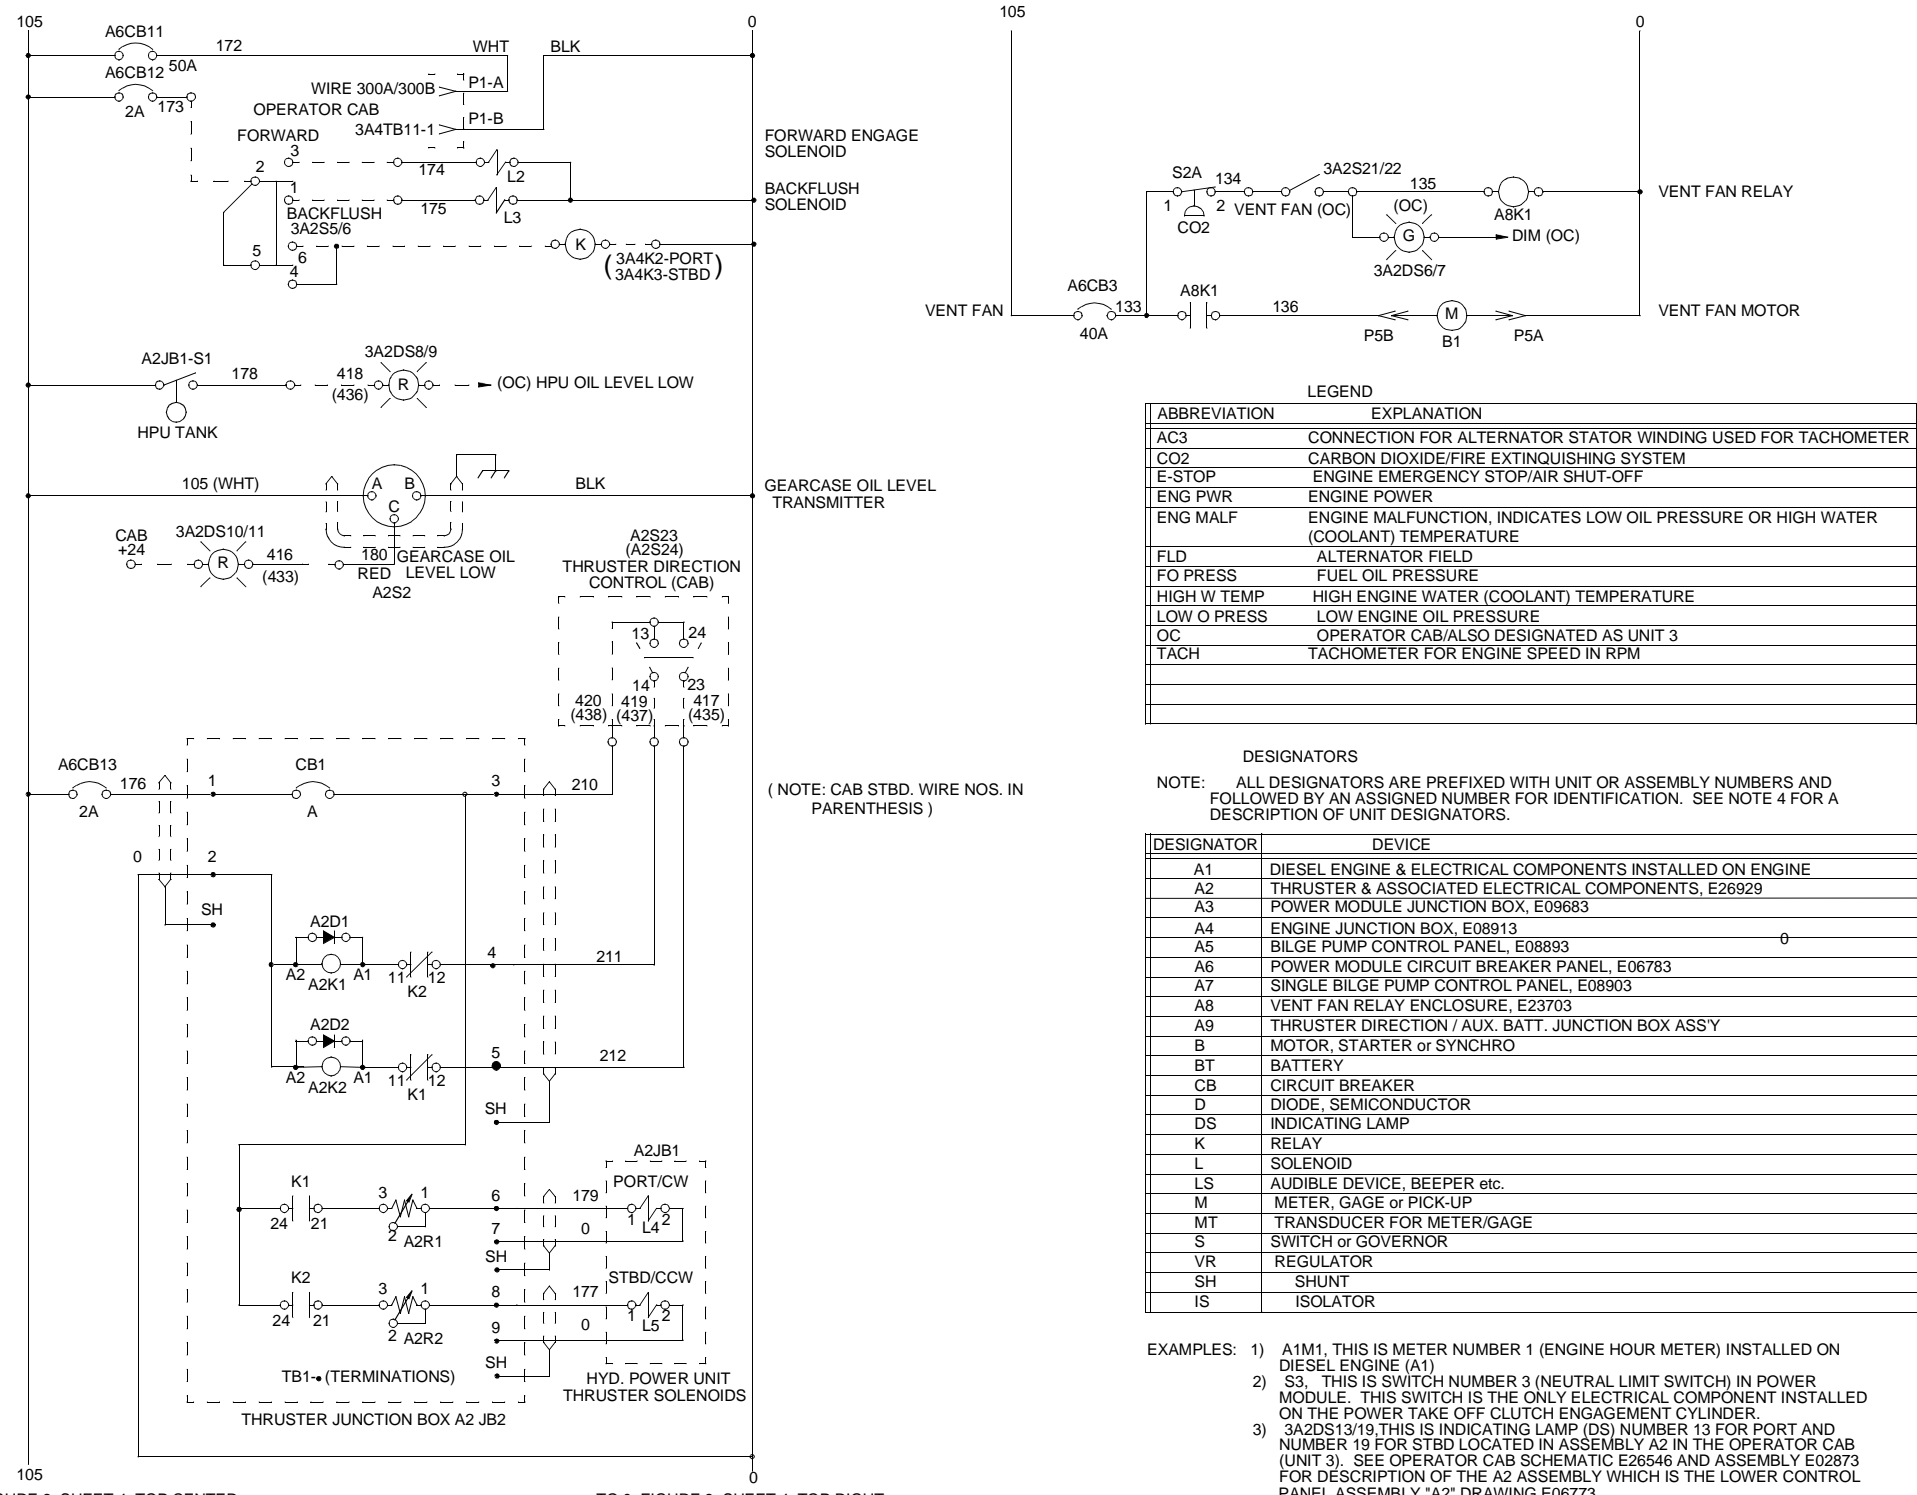 105
0
A6CB11
172
50A
WHT
BLK
A6CB12
2A
173
WIRE 300A/300B
P1-A
OPERATOR CAB
3A4TB11-1
P1-B
FORWARD
3
2
174
L2
FORWARD ENGAGE
SOLENOID
1
175
L3
BACKFLUSH
SOLENOID
BACKFLUSH
3A2S5/6
5
6
4
K
(3A4K2-PORT
3A4K3-STBD)
A2JB1-S1
178
418
(436)
3A2DS8/9
R
(OC) HPU OIL LEVEL LOW
HPU TANK
105 (WHT)
A
B
C
BLK
GEARCASE OIL LEVEL
TRANSMITTER
CAB
+24
3A2DS10/11
R
416
(433)
180
RED
GEARCASE OIL
LEVEL LOW
A2S2
A2S23
(A2S24)
THRUSTER DIRECTION
CONTROL (CAB)
13
24
14
23
420
(438)
419
(437)
417
(435)
A6CB13
2A
176
1
CB1
A
3
210
( NOTE: CAB STBD. WIRE NOS. IN
PARENTHESIS )
0
2
SH
A2D1
A2
A2K1
A1
11
12
K2
4
211
A2D2
A2
A2K2
A1
11
12
K1
5
212
SH
A2JB1
K1
24
21
3
1
2
A2R1
6
179
PORT/CW
1
2
L4
7
0
SH
K2
24
21
3
1
2
A2R2
8
177
STBD/CCW
1
2
L5
9
0
SH
TB1-• (TERMINATIONS)
HYD. POWER UNIT
THRUSTER SOLENOIDS
THRUSTER JUNCTION BOX A2 JB2
105
0
105
0
S2A
1
2
CO2
134
VENT FAN (OC)
3A2S21/22
135
(OC)
A8K1
VENT FAN RELAY
G
DIM (OC)
3A2DS6/7
VENT FAN
A6CB3
40A
133
A8K1
136
P5B
M
B1
P5A
VENT FAN MOTOR
LEGEND
ABBREVIATION EXPLANATION
AC3 CONNECTION FOR ALTERNATOR STATOR WINDING USED FOR TACHOMETER
CO2 CARBON DIOXIDE/FIRE EXTINQUISHING SYSTEM
E-STOP ENGINE EMERGENCY STOP/AIR SHUT-OFF
ENG PWR ENGINE POWER
ENG MALF ENGINE MALFUNCTION, INDICATES LOW OIL PRESSURE OR HIGH WATER
(COOLANT) TEMPERATURE
FLD ALTERNATOR FIELD
FO PRESS FUEL OIL PRESSURE
HIGH W TEMP HIGH ENGINE WATER (COOLANT) TEMPERATURE
LOW O PRESS LOW ENGINE OIL PRESSURE
OC OPERATOR CAB/ALSO DESIGNATED AS UNIT 3
TACH TACHOMETER FOR ENGINE SPEED IN RPM
DESIGNATORS
NOTE: ALL DESIGNATORS ARE PREFIXED WITH UNIT OR ASSEMBLY NUMBERS AND
FOLLOWED BY AN ASSIGNED NUMBER FOR IDENTIFICATION. SEE NOTE 4 FOR A
DESCRIPTION OF UNIT DESIGNATORS.
DESIGNATOR DEVICE
A1 DIESEL ENGINE & ELECTRICAL COMPONENTS INSTALLED ON ENGINE
A2 THRUSTER & ASSOCIATED ELECTRICAL COMPONENTS, E26929
A3 POWER MODULE JUNCTION BOX, E09683
A4 ENGINE JUNCTION BOX, E08913
0
A5 BILGE PUMP CONTROL PANEL, E08893
A6 POWER MODULE CIRCUIT BREAKER PANEL, E06783
A7 SINGLE BILGE PUMP CONTROL PANEL, E08903
A8 VENT FAN RELAY ENCLOSURE, E23703
A9 THRUSTER DIRECTION / AUX. BATT. JUNCTION BOX ASS'Y
B MOTOR, STARTER or SYNCHRO
BT BATTERY
CB CIRCUIT BREAKER
D DIODE, SEMICONDUCTOR
DS INDICATING LAMP
K RELAY
L SOLENOID
LS AUDIBLE DEVICE, BEEPER etc.
M METER, GAGE or PICK-UP
MT TRANSDUCER FOR METER/GAGE
S SWITCH or GOVERNOR
VR REGULATOR
SH SHUNT
IS ISOLATOR
EXAMPLES: 1) A1M1, THIS IS METER NUMBER 1 (ENGINE HOUR METER) INSTALLED ON
DIESEL ENGINE (A1)
2) S3, THIS IS SWITCH NUMBER 3 (NEUTRAL LIMIT SWITCH) IN POWER
MODULE. THIS SWITCH IS THE ONLY ELECTRICAL COMPONENT INSTALLED
ON THE POWER TAKE OFF CLUTCH ENGAGEMENT CYLINDER.
3) 3A2DS13/19,THIS IS INDICATING LAMP (DS) NUMBER 13 FOR PORT AND
NUMBER 19 FOR STBD LOCATED IN ASSEMBLY A2 IN THE OPERATOR CAB
(UNIT 3). SEE OPERATOR CAB SCHEMATIC E26546 AND ASSEMBLY E02873
FOR DESCRIPTION OF THE A2 ASSEMBLY WHICH IS THE LOWER CONTROL
PANEL ASSEMBLY "A2" DRAWING E06773